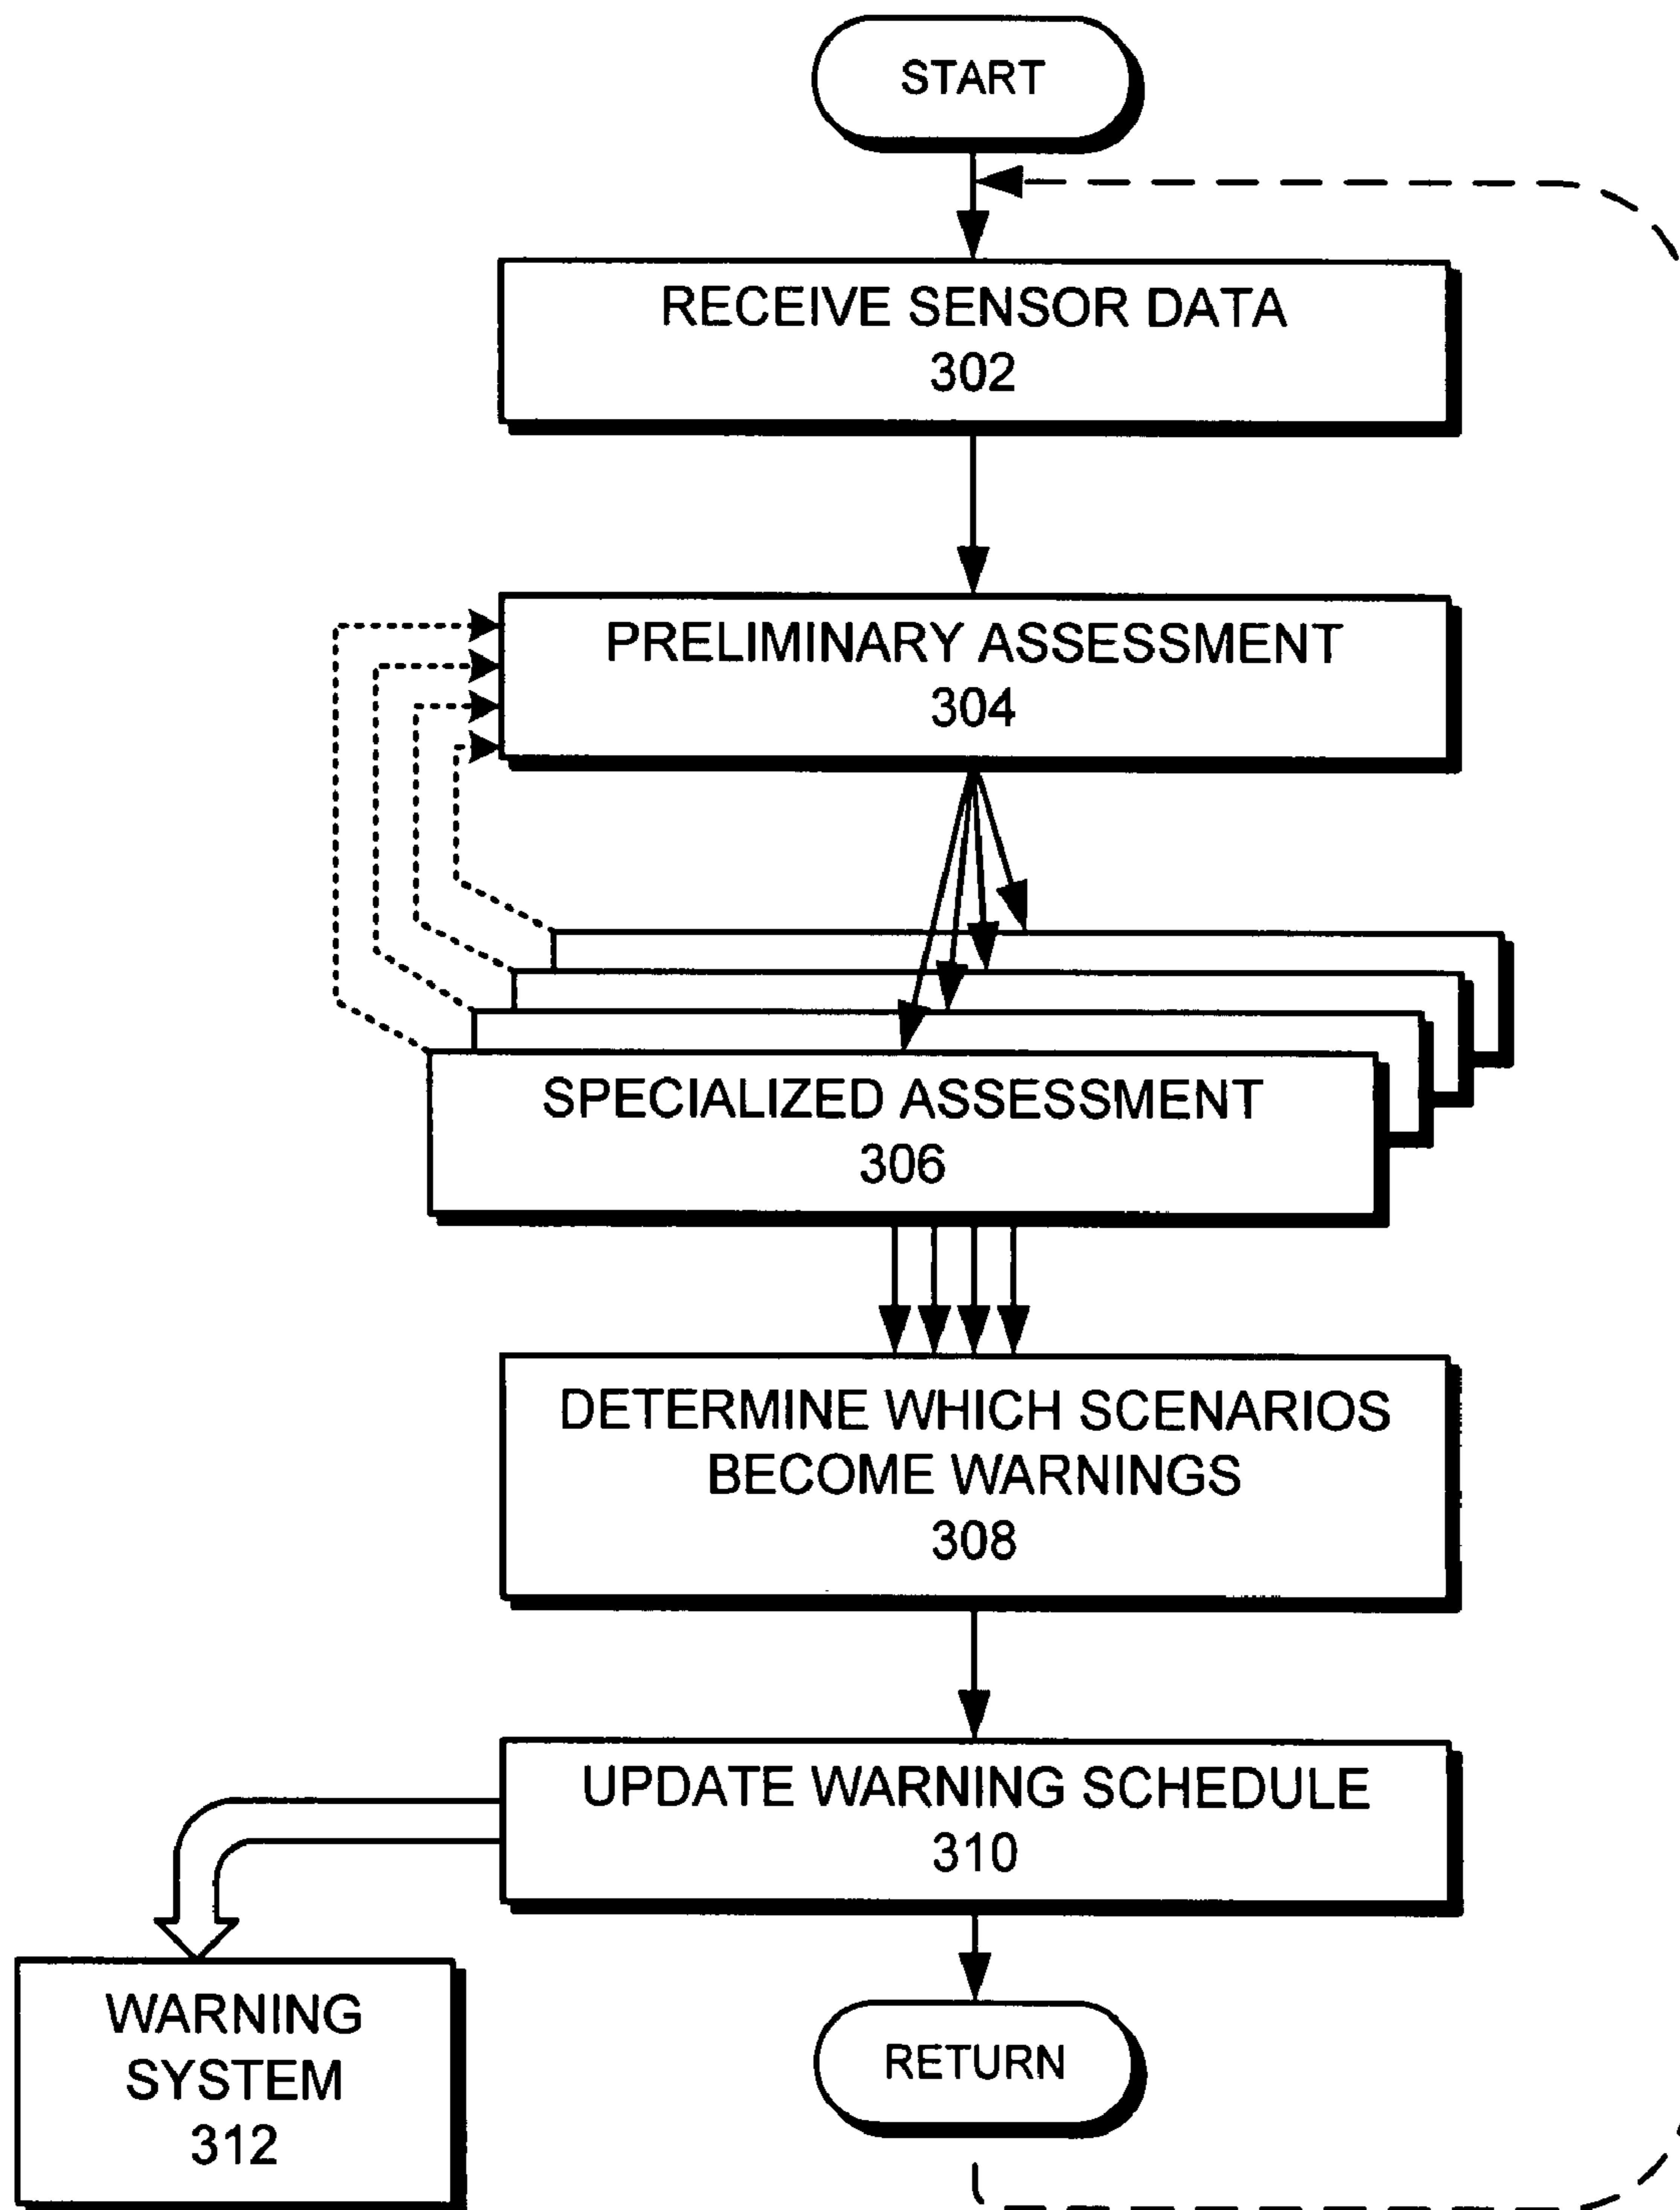 START
RECEIVE SENSOR DATA
302
PRELIMINARY ASSESSMENT
304
SPECIALIZED ASSESSMENT
306
DETERMINE WHICH SCENARIOS
BECOME WARNINGS
308
UPDATE WARNING SCHEDULE
310
WARNING
SYSTEM
312
RETURN